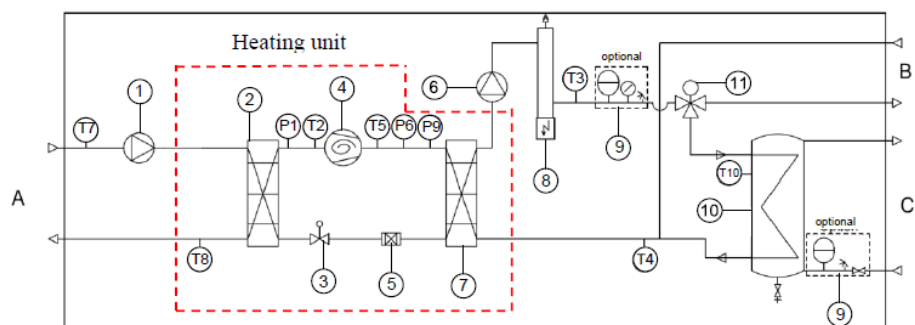 Heating unit
optional
B
1
2
4
6
T3
11
T7
P1
T2
T5
P6
P9
9
8
A
T10
C
10
optional
T8
3
5
7
T4
9